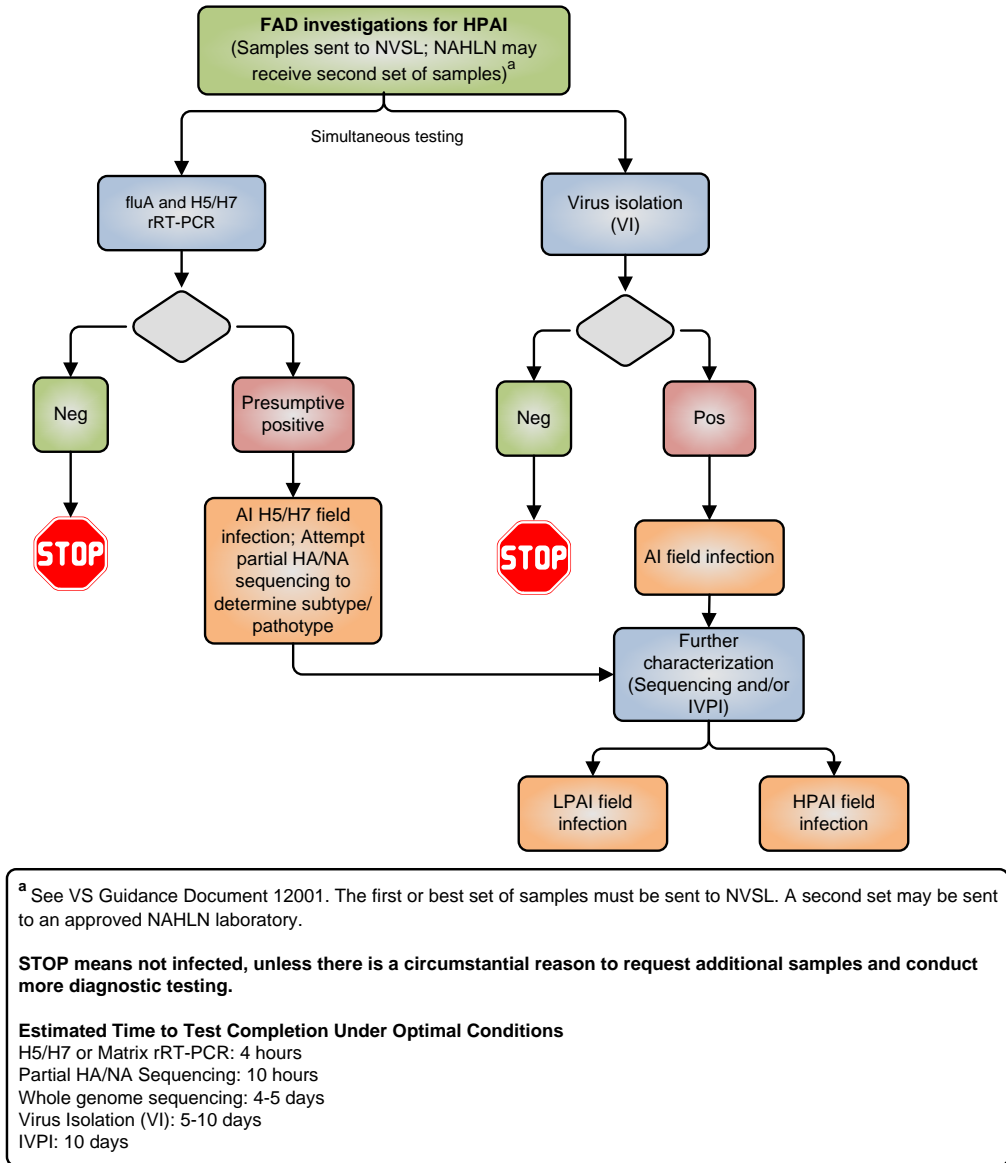 FAD investigations for HPAI
(Samples sent to NVSL; NAHLN may
receive second set of samples)a
Simultaneous testing
fluA and H5/H7
rRT-PCR
Virus isolation
(VI)
Neg
Presumptive
positive
Neg
Pos
STOP
AI H5/H7 field
infection; Attempt
partial HA/NA
sequencing to
determine subtype/
pathotype
STOP
AI field infection
Further
characterization
(Sequencing and/or
IVPI)
LPAI field
infection
HPAI field
infection
a See VS Guidance Document 12001. The first or best set of samples must be sent to NVSL. A second set may be sent
to an approved NAHLN laboratory.
STOP means not infected, unless there is a circumstantial reason to request additional samples and conduct
more diagnostic testing.
Estimated Time to Test Completion Under Optimal Conditions
H5/H7 or Matrix rRT-PCR: 4 hours
Partial HA/NA Sequencing: 10 hours
Whole genome sequencing: 4-5 days
Virus Isolation (VI): 5-10 days
IVPI: 10 days